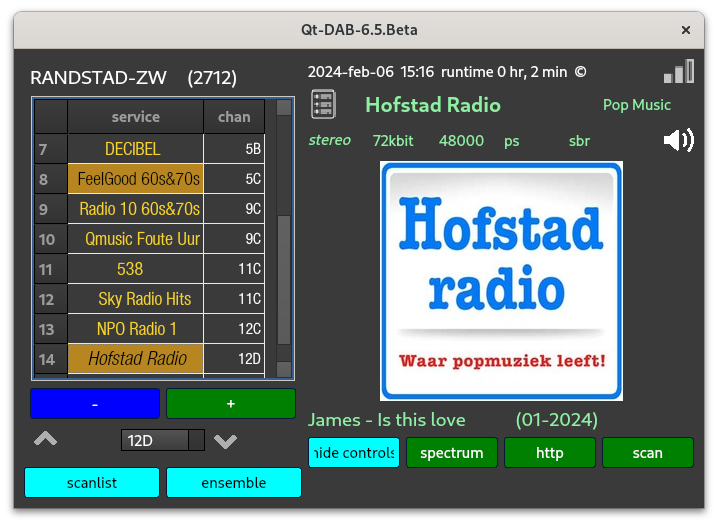 Qt-DAB-6.5.Beta
×
RANDSTAD-ZW (2712)
service chan
7 DECIBEL 5B
8 FeelGood 60s&70s 5C
9 Radio 10 60s&70s 9C
10 Qmusic Foute Uur 9C
11 538 11C
12 Sky Radio Hits 11C
13 NPO Radio 1 12C
14 Hofstad Radio 12D
- +
12D
scanlist ensemble
2024-feb-06 15:16 runtime 0 hr, 2 min ©
Hofstad Radio Pop Music
stereo 72kbit 48000 ps sbr
Hofstad
radio
Waar popmuziek leeft!
James - Is this love (01-2024)
hide controls spectrum http scan